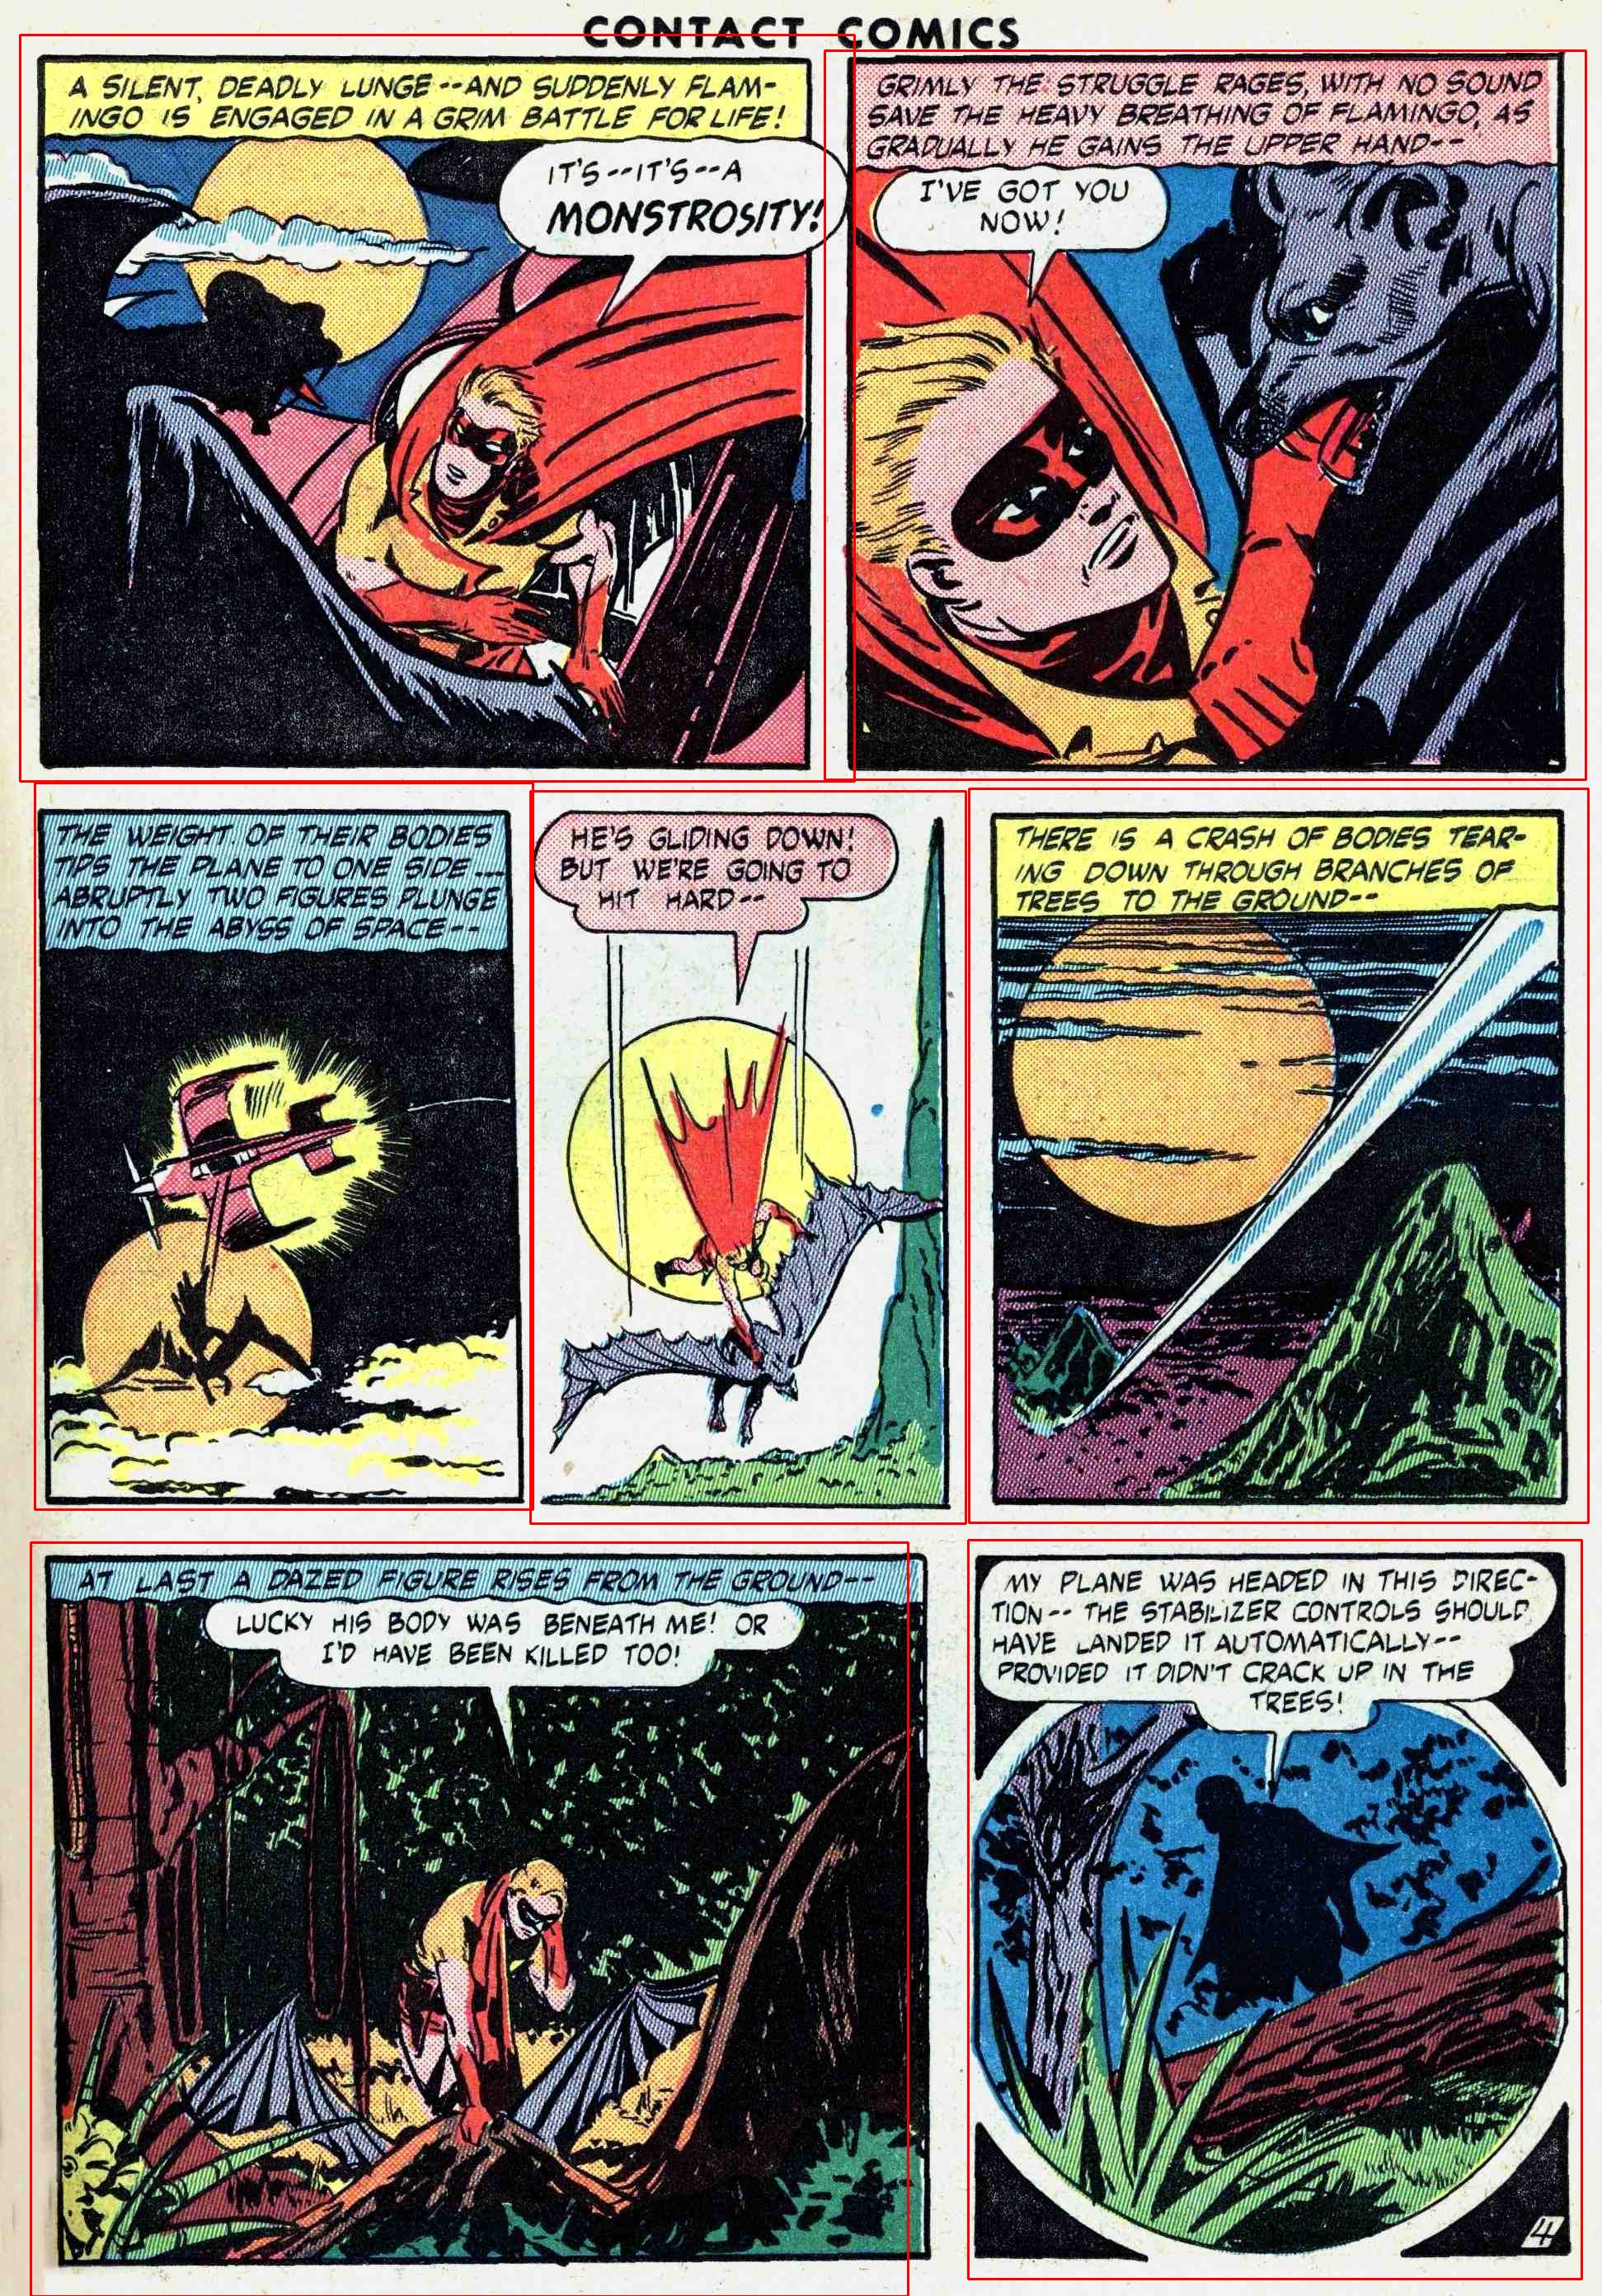 CONTACT COMICS
A SILENT, DEADLY LUNGE--AND SUDDENLY FLAM-
INGO IS ENGAGED IN A GRIM BATTLE FOR LIFE!
IT'S--IT'S--A
MONSTROSITY!
GRIMLY THE STRUGGLE RAGES, WITH NO SOUND
SAVE THE HEAVY BREATHING OF FLAMINGO, AS
GRADUALLY HE GAINS THE UPPER HAND--
I'VE GOT YOU
NOW!
THE WEIGHT OF THEIR BODIES
TIPS THE PLANE TO ONE SIDE....
ABRUPTLY TWO FIGURES PLUNGE
INTO THE ABYSS OF SPACE--
HE'S GLIDING DOWN!
BUT WE'RE GOING TO
HIT HARD--
THERE IS A CRASH OF BODIES TEAR-
ING DOWN THROUGH BRANCHES OF
TREES TO THE GROUND--
AT LAST A DAZED FIGURE RISES FROM THE GROUND--
LUCKY HIS BODY WAS BENEATH ME! OR
I'D HAVE BEEN KILLED TOO!
MY PLANE WAS HEADED IN THIS DIREC-
TION-- THE STABILIZER CONTROLS SHOULD
HAVE LANDED IT AUTOMATICALLY--
PROVIDED IT DIDN'T CRACK UP IN THE
TREES!
4